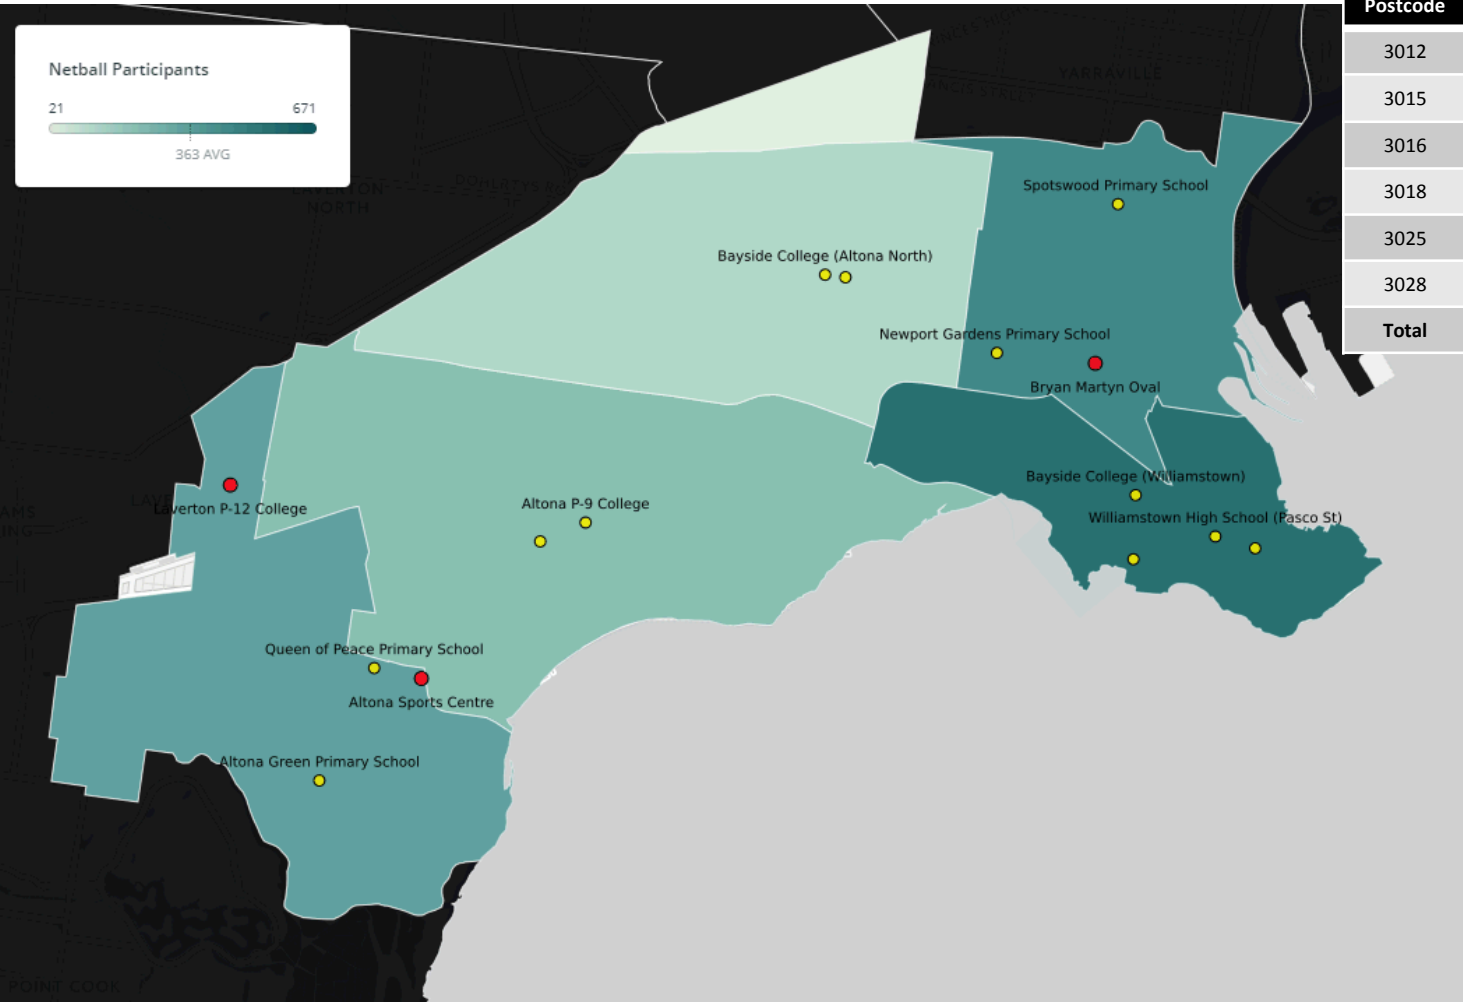 Postcode
3012
3015
3016
3018
3025
3028
Total
Netball Participants
21 671
363 AVG
YARRAVILLE
LAVERTON
NORTH
Spotswood Primary School
Bayside College (Altona North)
Newport Gardens Primary School
Bryan Martyn Oval
Bayside College (Williamstown)
Williamstown High School (Pasco St)
Laverton P-12 College
Altona P-9 College
Queen of Peace Primary School
Altona Sports Centre
Altona Green Primary School
POINT COOK